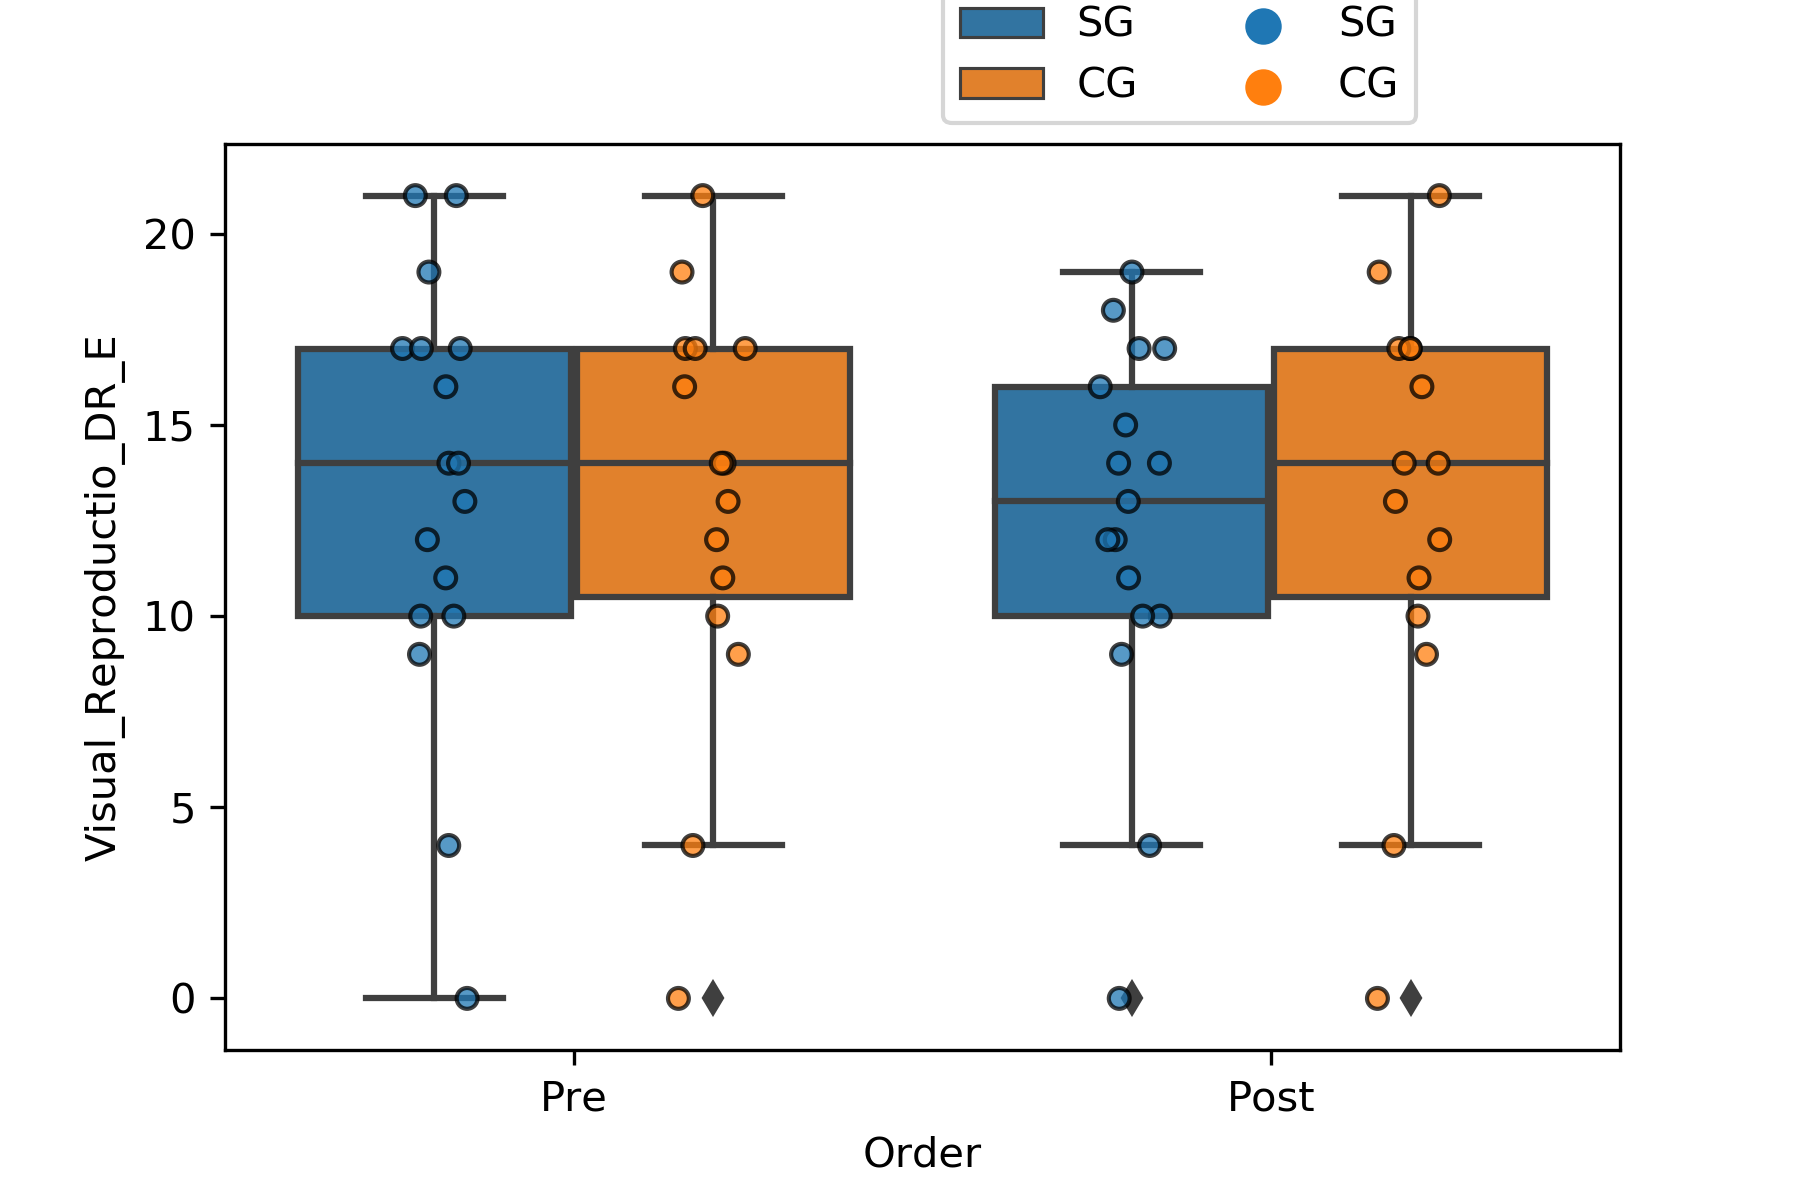 SG SG
CG CG
Visual_Reproductio_DR_E
20
15
10
5
0
Pre Post
Order